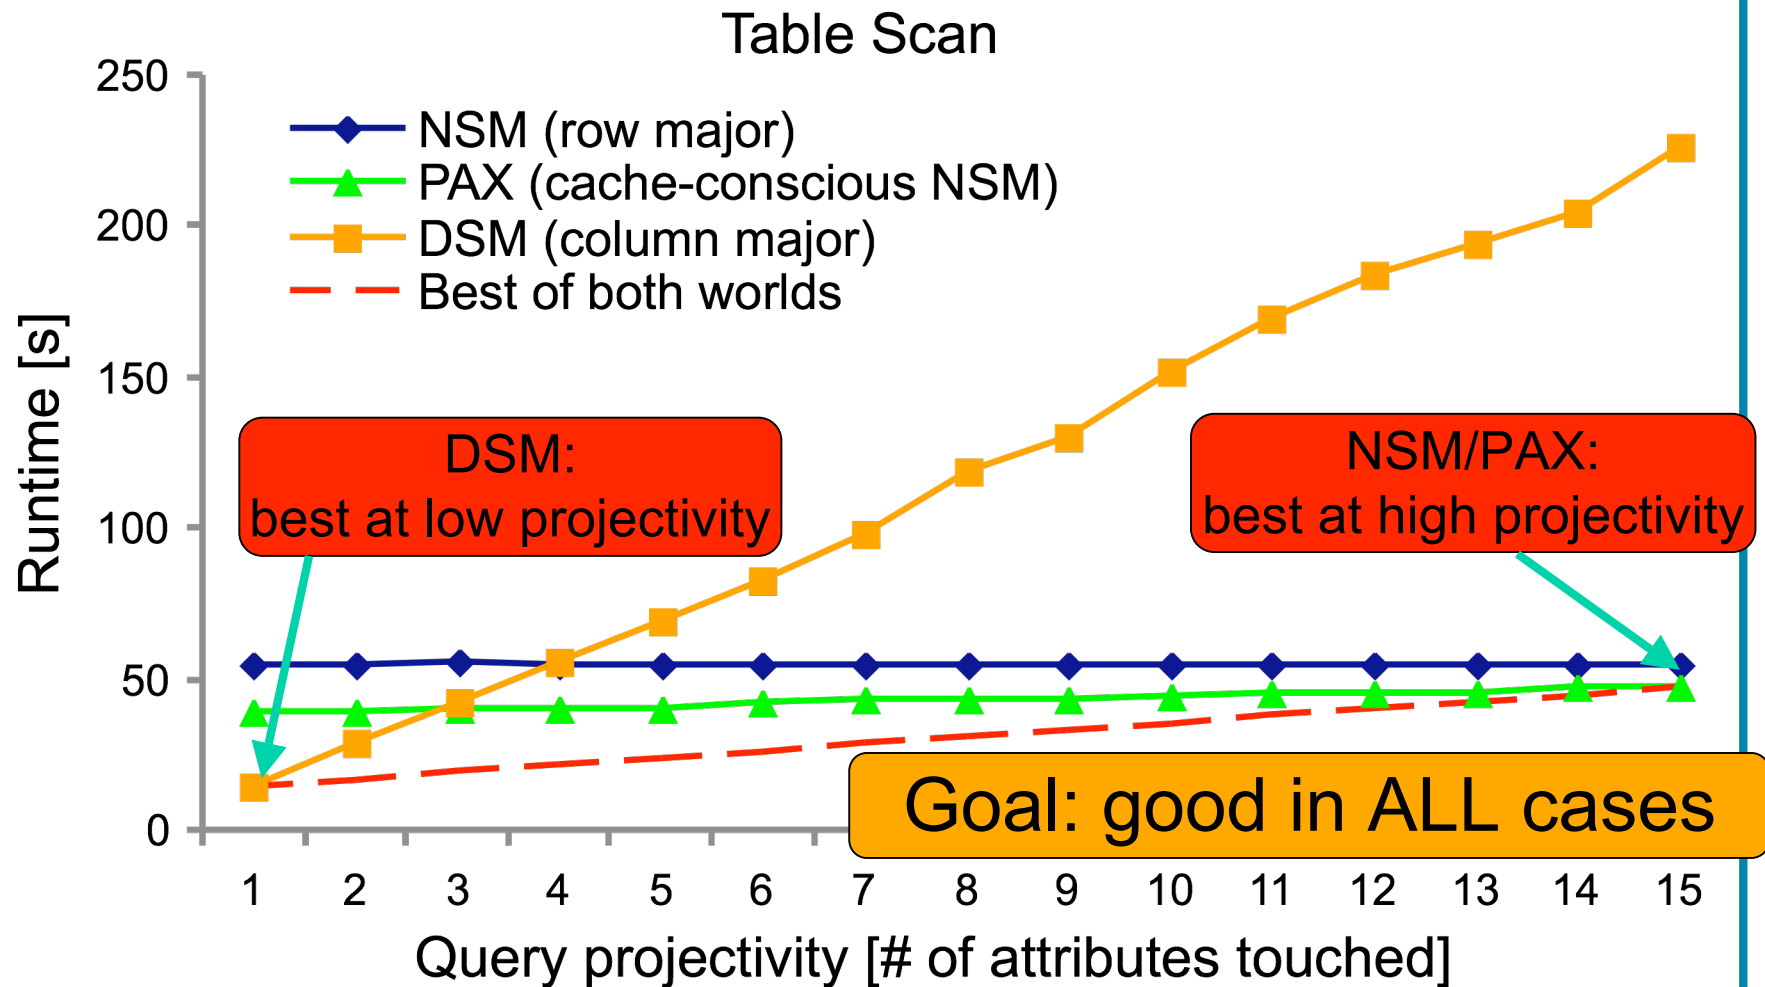 Table Scan
250
200
150
100
50
0
Runtime [s]
NSM (row major)
PAX (cache-conscious NSM)
DSM (column major)
Best of both worlds
DSM:
best at low projectivity
NSM/PAX:
best at high projectivity
Goal: good in ALL cases
1 2 3 4 5 6 7 8 9 10 11 12 13 14 15
Query projectivity [# of attributes touched]